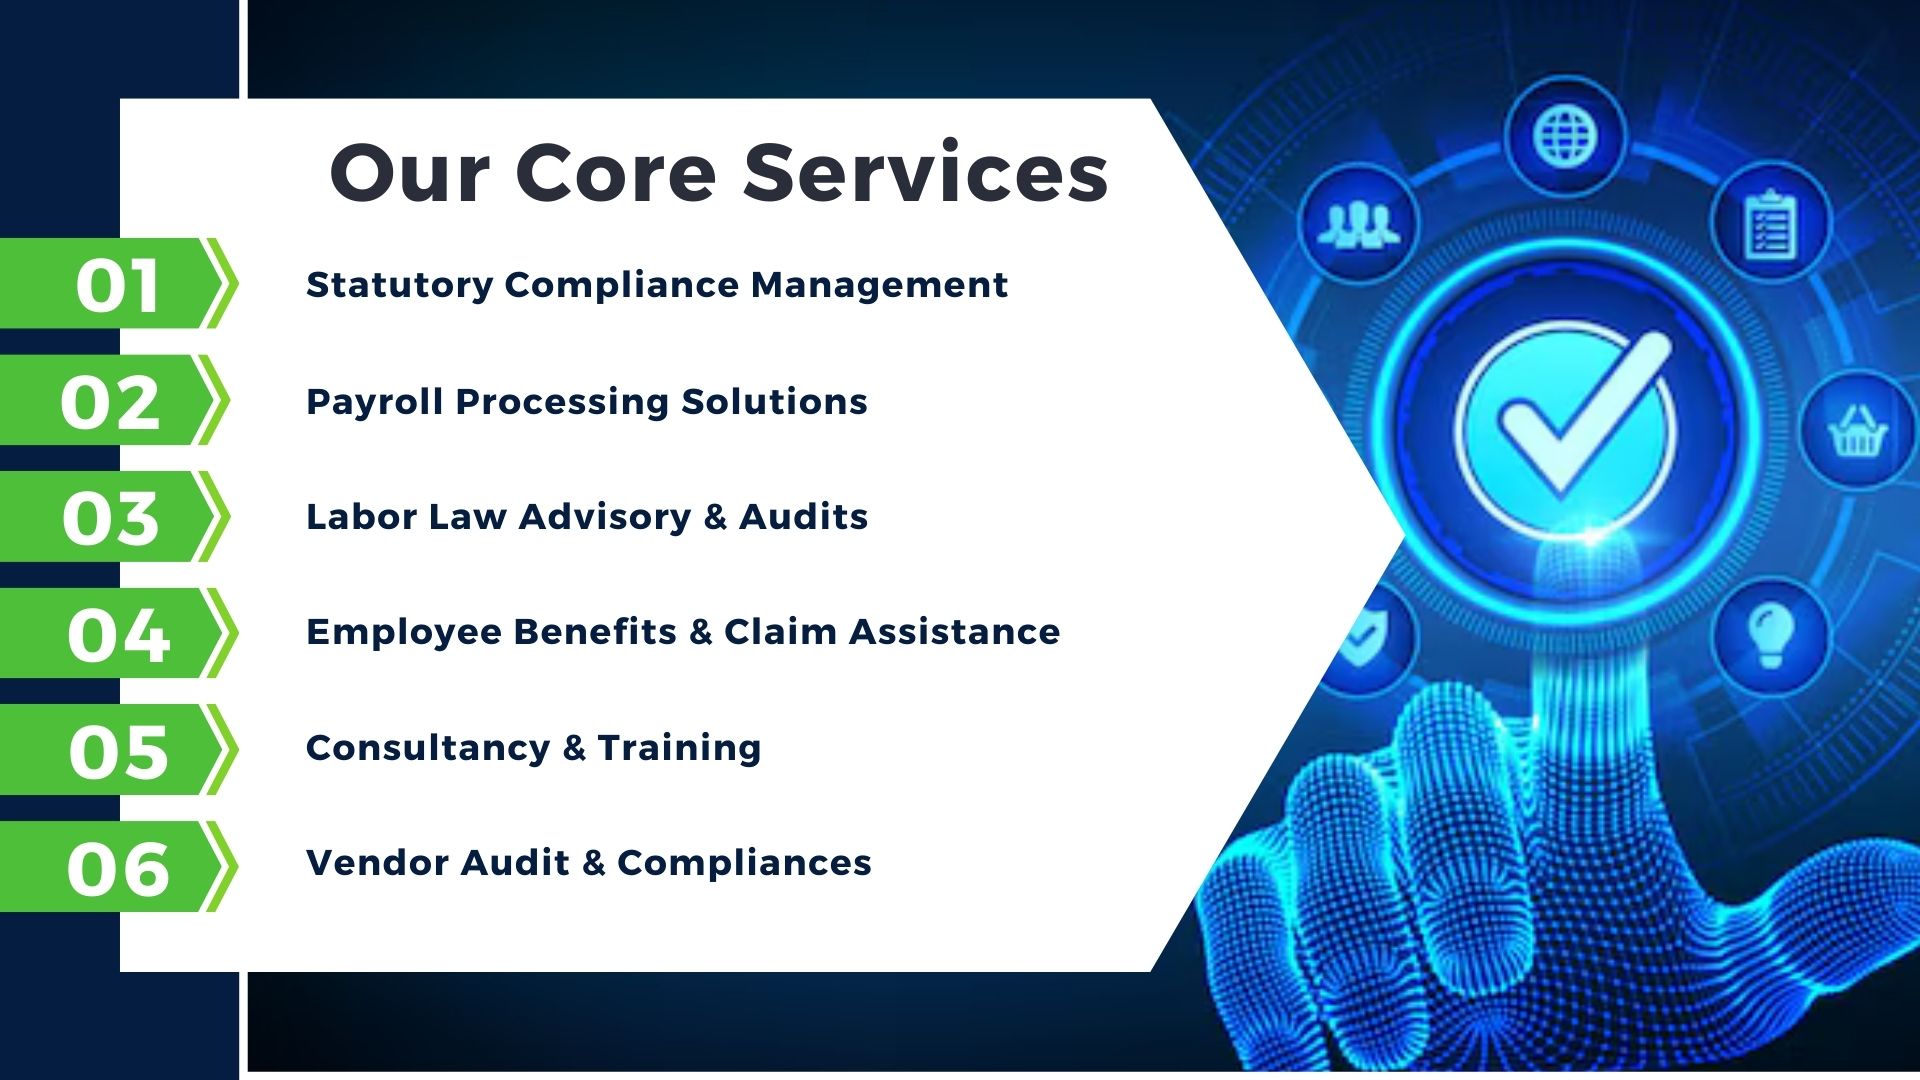 Our Core Services
01
Statutory Compliance Management
02
Payroll Processing Solutions
03
Labor Law Advisory & Audits
04
Employee Benefits & Claim Assistance
05
Consultancy & Training
06
Vendor Audit & Compliances